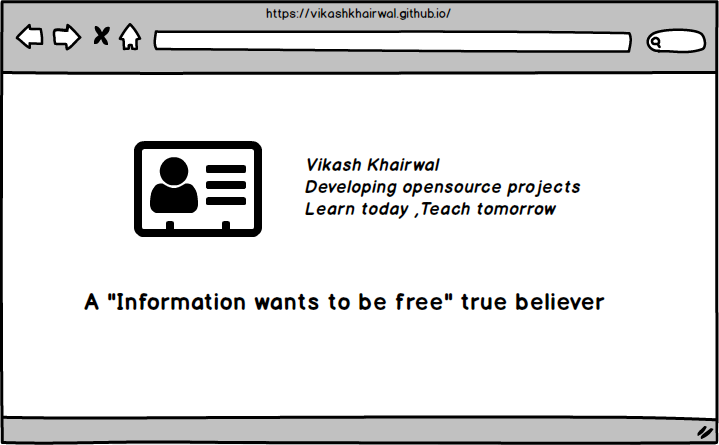 https://vikashkhairwal.github.io/
Vikash Khairwal
Developing opensource projects
Learn today ,Teach tomorrow
A "Information wants to be free" true believer